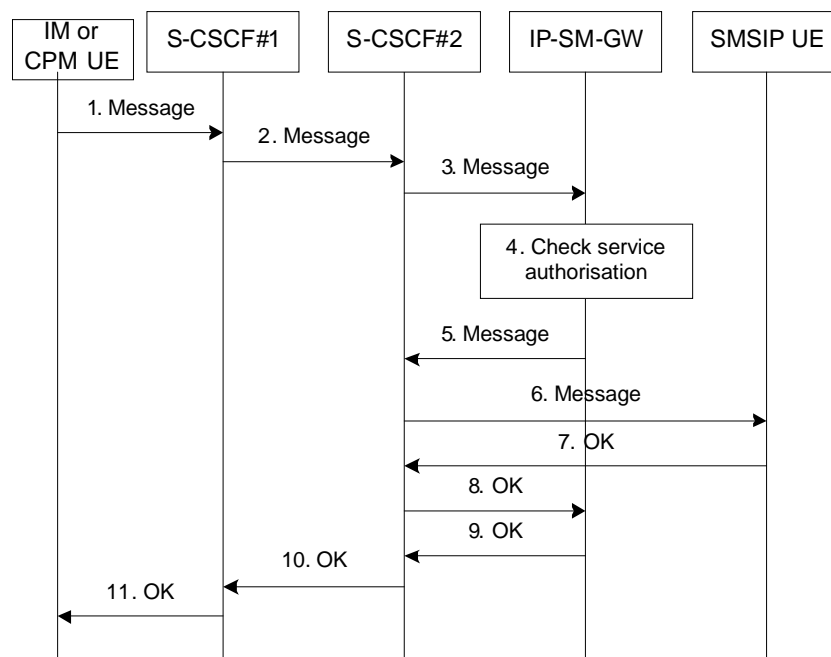 IM or
CPM UE
S-CSCF#1
S-CSCF#2
IP-SM-GW
SMSIP UE
1. Message
2. Message
3. Message
4. Check service
authorisation
5. Message
6. Message
7. OK
8. OK
9. OK
10. OK
11. OK